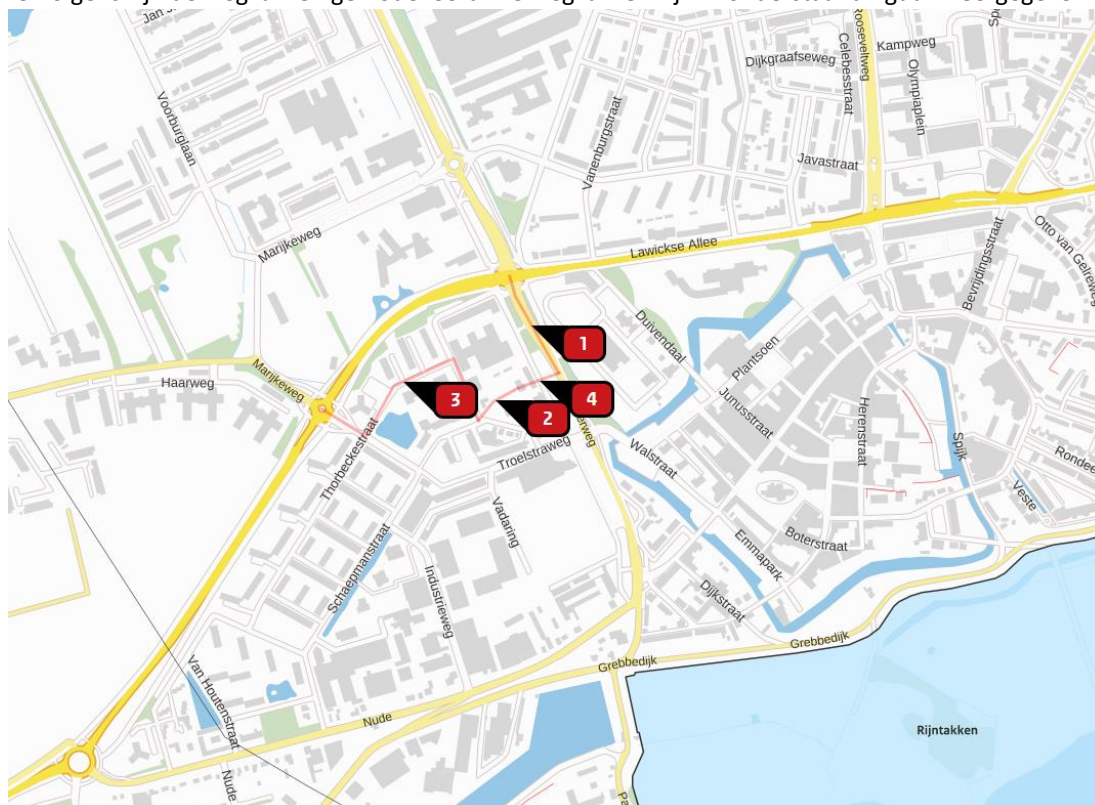 Jan J
Rooseveltweg
Kampweg
Dijkgraafseweg
Celebesstraat
Olympiaplein
Voorburglaan
Vanenburgstraat
Javastraat
Marijkeweg
Lawickse Allee
Bevrijdingsstraat
Otto van Gelreweg
Duivendaal
Plantsoen
1
Marijkeweg
Haarweg
3
4
2
Junusstraat
Herenstraat
Spijk
Rondee
Walstraat
Troelstraweg
Thorbeckestraat
Veste
Vadaring
Boterstraat
Emmapark
Schaepmanstraat
Industrieweg
Dijkstraat
Grebbedijk
Grebbedijk
Van Houtenstraat
Nude
Nude
Rijntakken